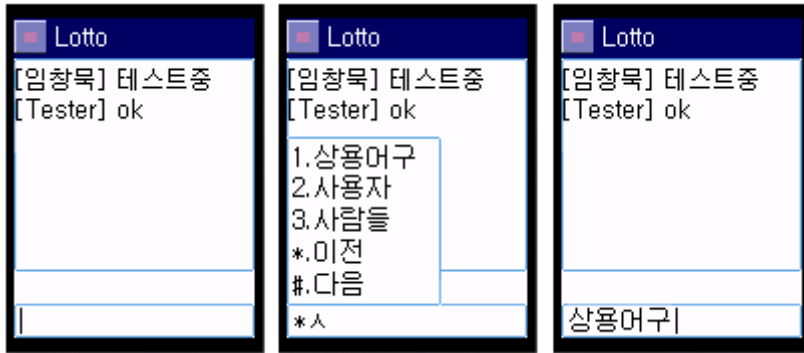 Lotto
[임창묵] 테스트중
[Tester] ok
Lotto
[임창묵] 테스트중
[Tester] ok
1.상용어구
2.사용자
3.사람들
*.이전
#.다음
*ㅅ
Lotto
[임창묵] 테스트중
[Tester] ok
상용어구